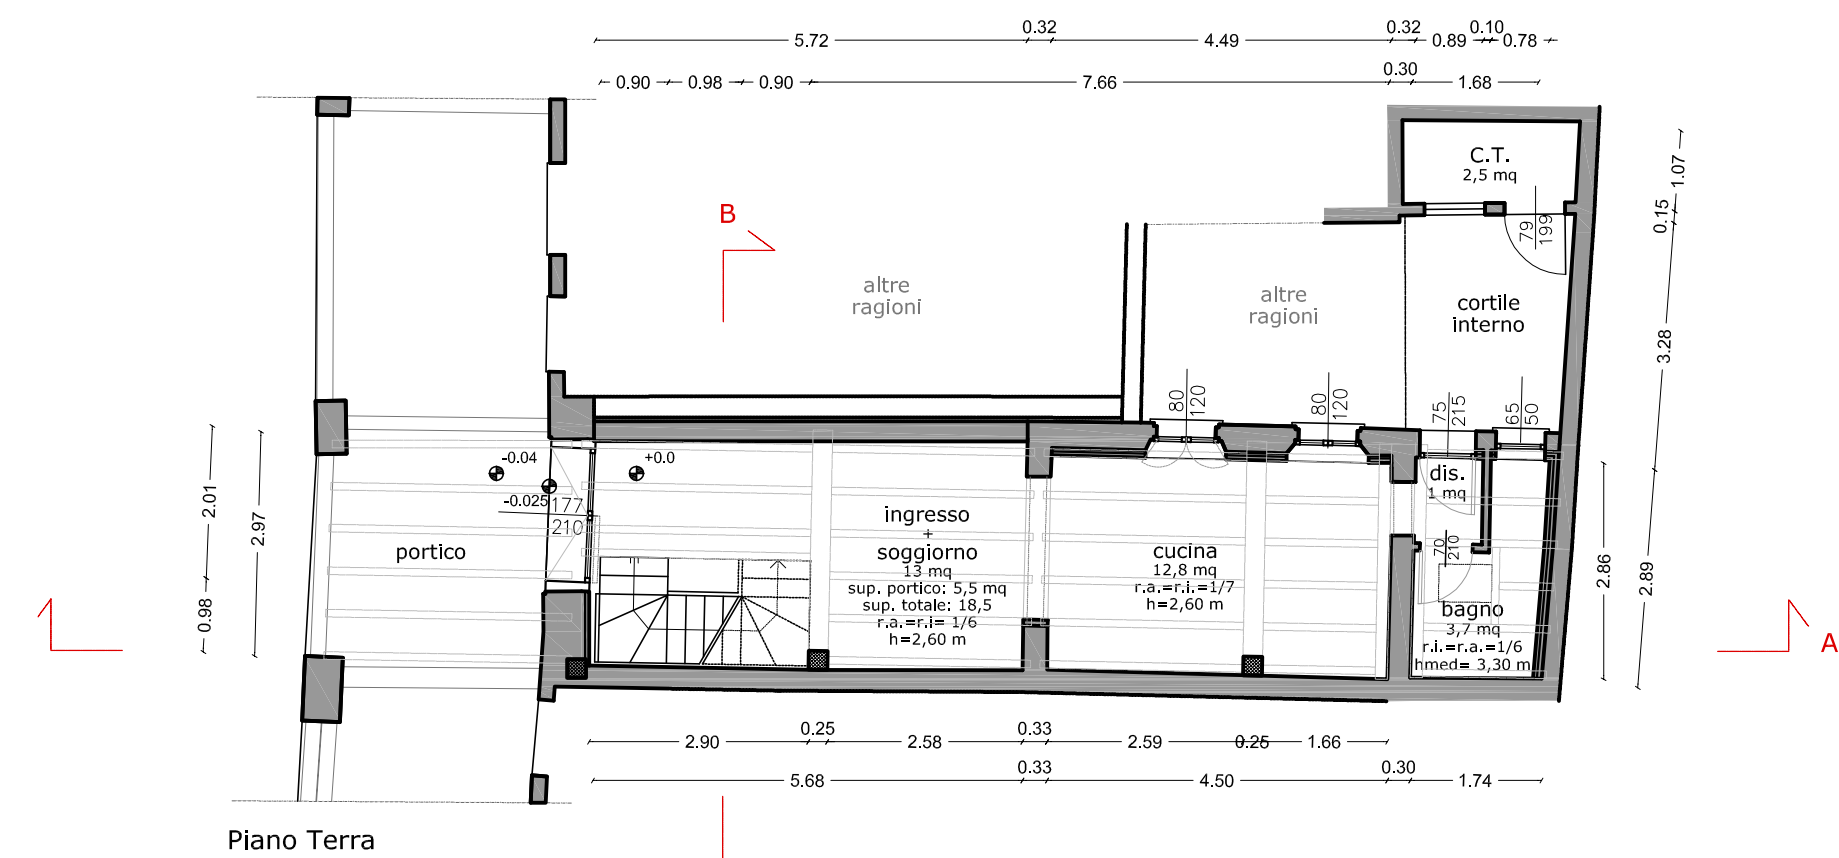 0.32 0.32 0.10
5.72 4.49 0.89 0.78
0.30
0.90 0.98 0.90 7.66 1.68
C.T.
2,5 mq
1.07
0.15
79
199
B
altre
ragioni
altre
ragioni
cortile
interno
3.28
80
120
80
120
75
215
65
50
-0.04
+0.0
-0.025
177
210
2.01
2.97
0.98
portico
ingresso
+
soggiorno
13 mq
sup. portico: 5,5 mq
sup. totale: 18,5
r.a.=r.i= 1/6
h=2,60 m
cucina
12,8 mq
r.a.=r.i.=1/7
h=2,60 m
dis.
1 mq
70
210
bagno
3,7 mq
r.i.=r.a.=1/6
hmed= 3,30 m
2.86
2.89
A
0.25 0.33
2.90 2.58 2.59 0.25 1.66
0.33 0.30
5.68 4.50 1.74
Piano Terra